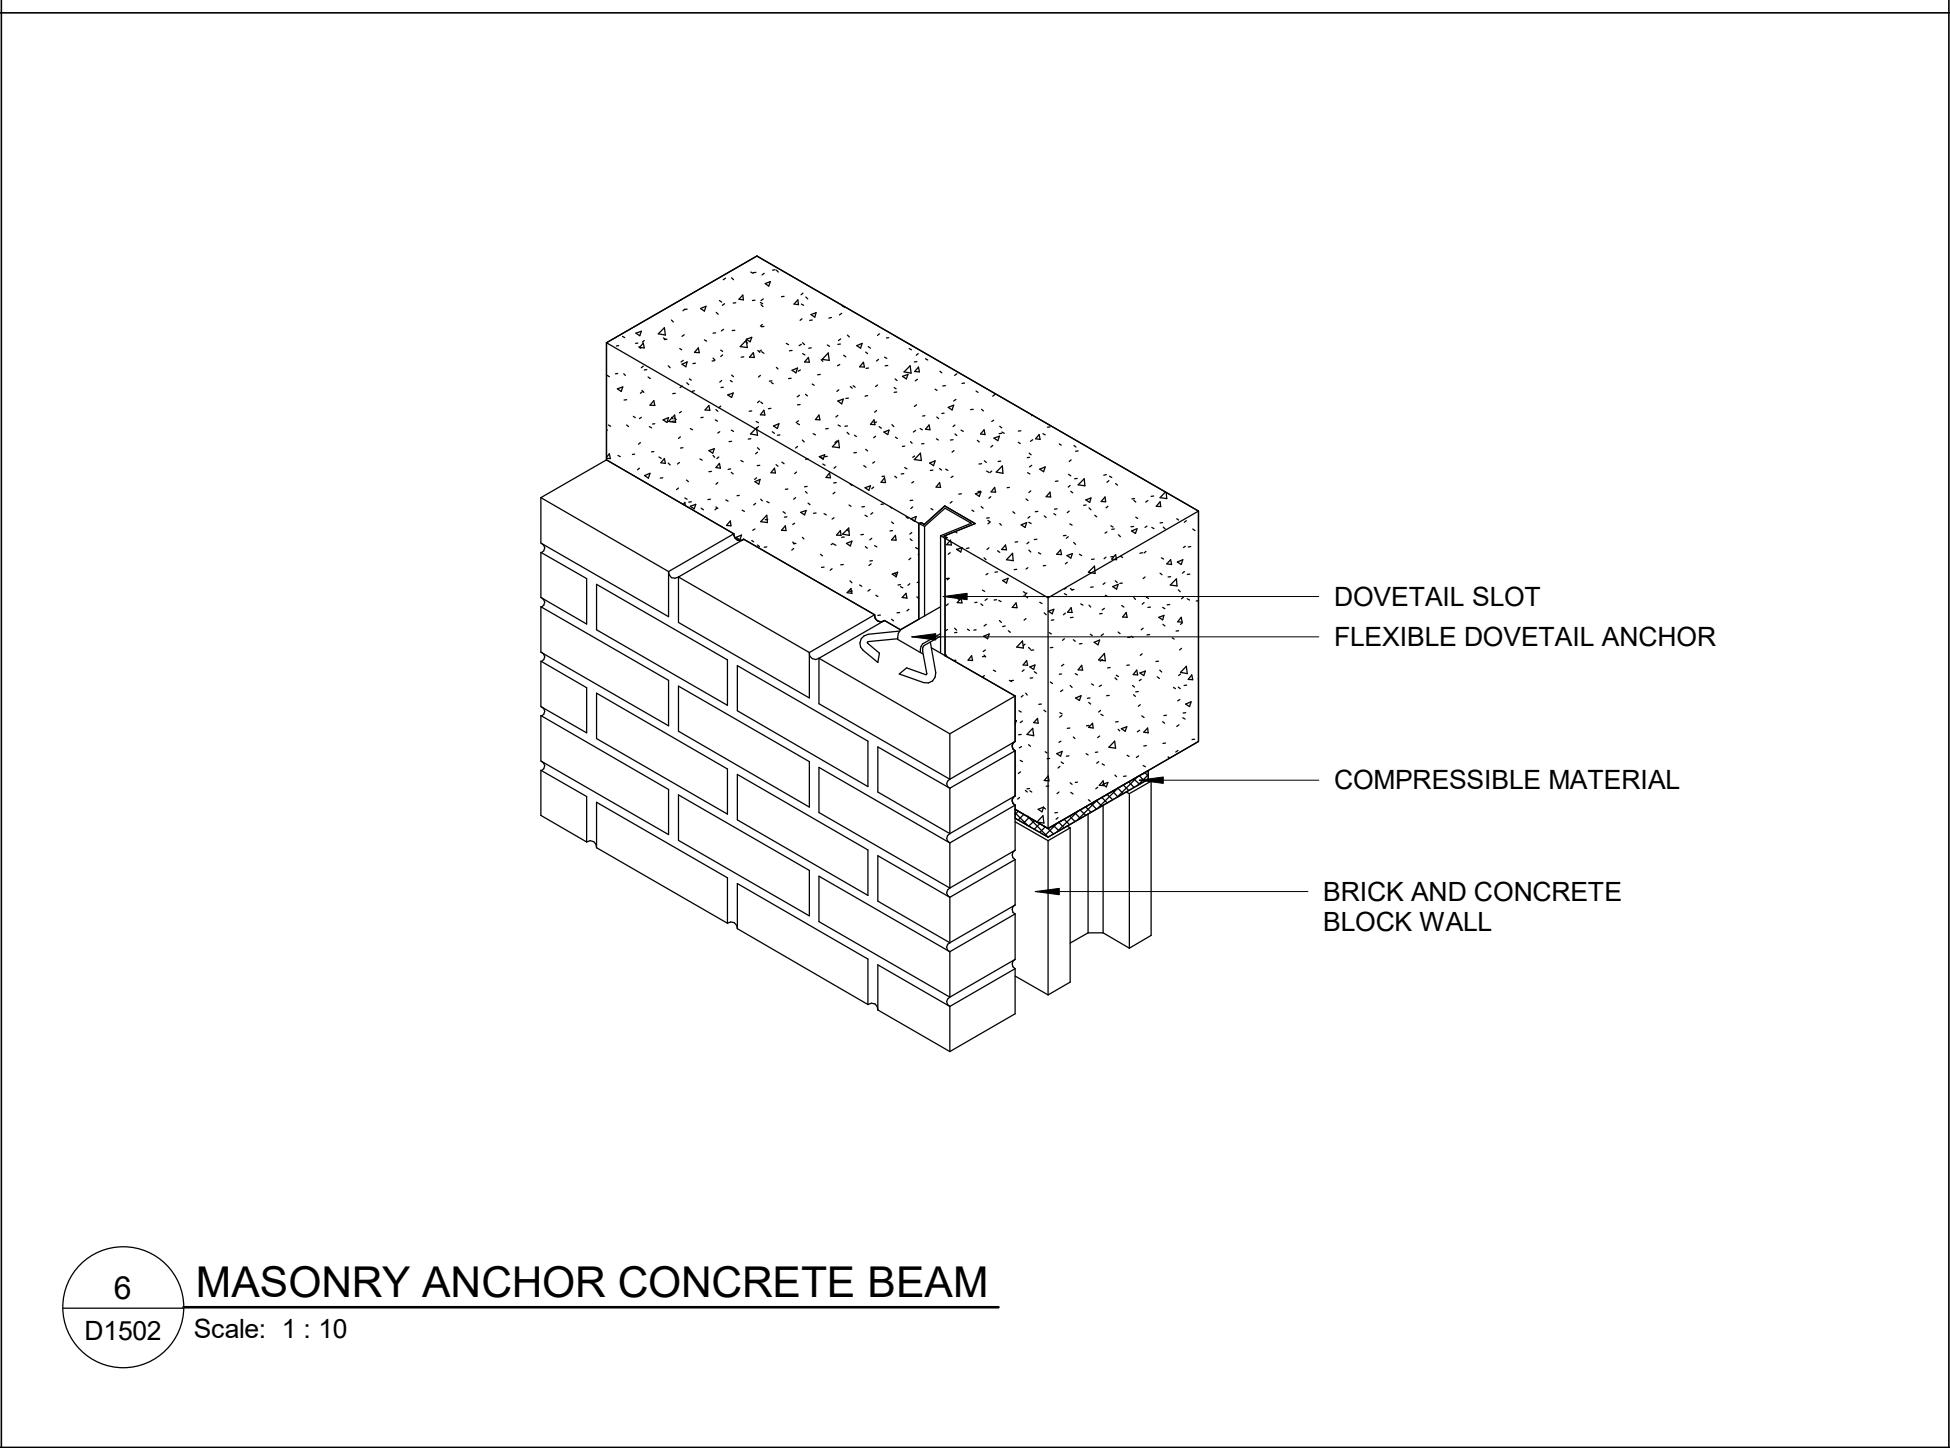 DOVETAIL SLOT
FLEXIBLE DOVETAIL ANCHOR
COMPRESSIBLE MATERIAL
BRICK AND CONCRETE
BLOCK WALL
6
MASONRY ANCHOR CONCRETE BEAM
D1502
Scale: 1 : 10